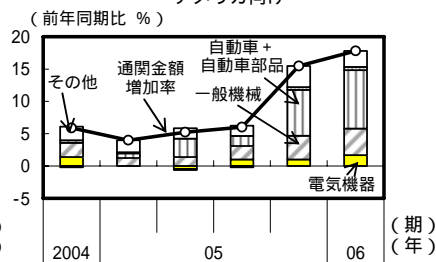 (前年同期比 %)
20
15
10
5
0
-5
その他
通関金額
増加率
自動車+
自動車部品
一般機械
電気機器
(期)
2004
05
06
(年)